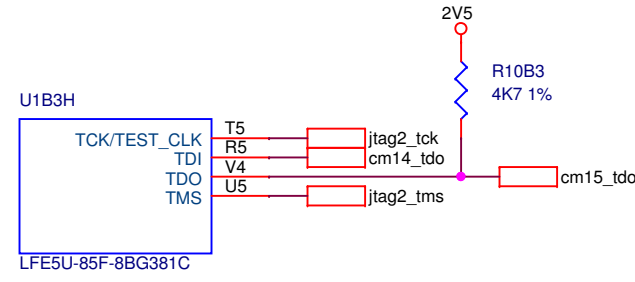 2V5
R10B3
4K7 1%
U1B3H
TCK/TEST_CLK T5 jtag2_tck
TDI R5 cm14_tdo
TDO V4 cm15_tdo
TMS U5 jtag2_tms
LFE5U-85F-8BG381C